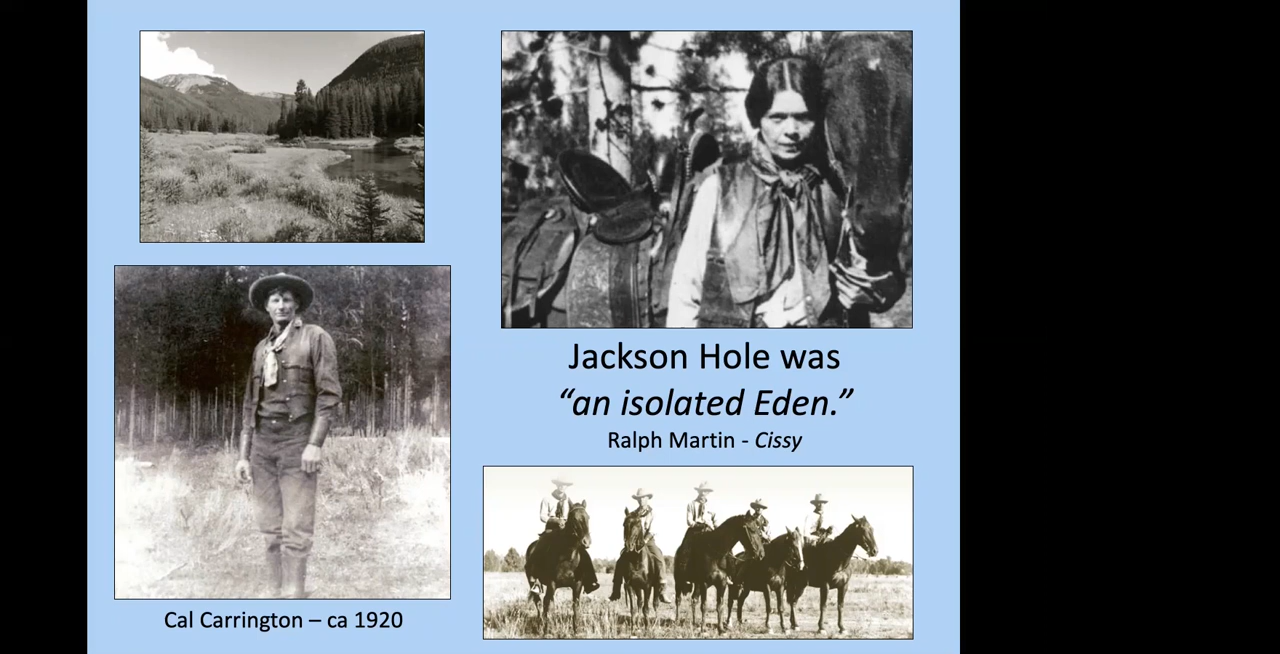 Jackson Hole was
“an isolated Eden.”
Ralph Martin - Cissy
Cal Carrington – ca 1920